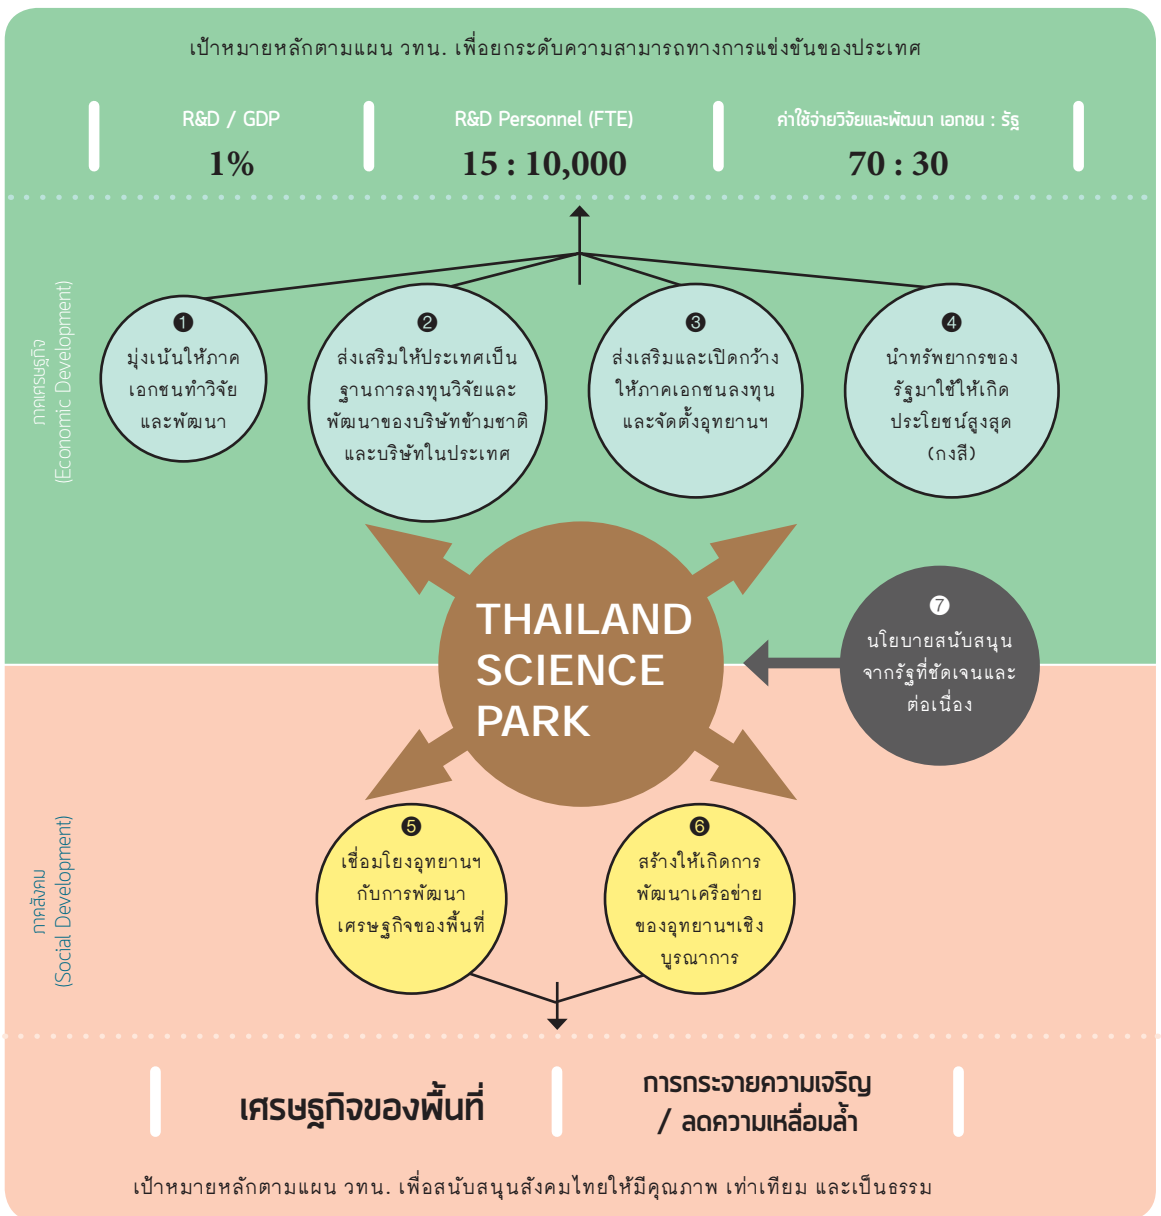 เป้าหมายหลักตามแผน วทน. เพื่อยกระดับความสามารถทางการแข่งขันของประเทศ
R&D / GDP
1%
R&D Personnel (FTE)
15 : 10,000
ค่าใช้จ่ายวิจัยและพัฒนา เอกชน : รัฐ
70 : 30
ภาคเศรษฐกิจ
(Economic Development)
❶
มุ่งเน้นให้ภาค
เอกชนทำวิจัย
และพัฒนา
❷
ส่งเสริมให้ประเทศเป็น
ฐานการลงทุนวิจัยและ
พัฒนาของบริษัทข้ามชาติ
และบริษัทในประเทศ
❸
ส่งเสริมและเปิดกว้าง
ให้ภาคเอกชนลงทุน
และจัดตั้งอุทยานฯ
❹
นำทรัพยากรของ
รัฐมาใช้ให้เกิด
ประโยชน์สูงสุด
(กงสี)
THAILAND
SCIENCE
PARK
❼
นโยบายสนับสนุน
จากรัฐที่ชัดเจนและ
ต่อเนื่อง
ภาคสังคม
(Social Development)
❺
เชื่อมโยงอุทยานฯ
กับการพัฒนา
เศรษฐกิจของพื้นที่
❻
สร้างให้เกิดการ
พัฒนาเครือข่าย
ของอุทยานฯเชิง
บูรณาการ
เศรษฐกิจของพื้นที่
การกระจายความเจริญ
/ ลดความเหลื่อมล้ำ
เป้าหมายหลักตามแผน วทน. เพื่อสนับสนุนสังคมไทยให้มีคุณภาพ เท่าเทียม และเป็นธรรม